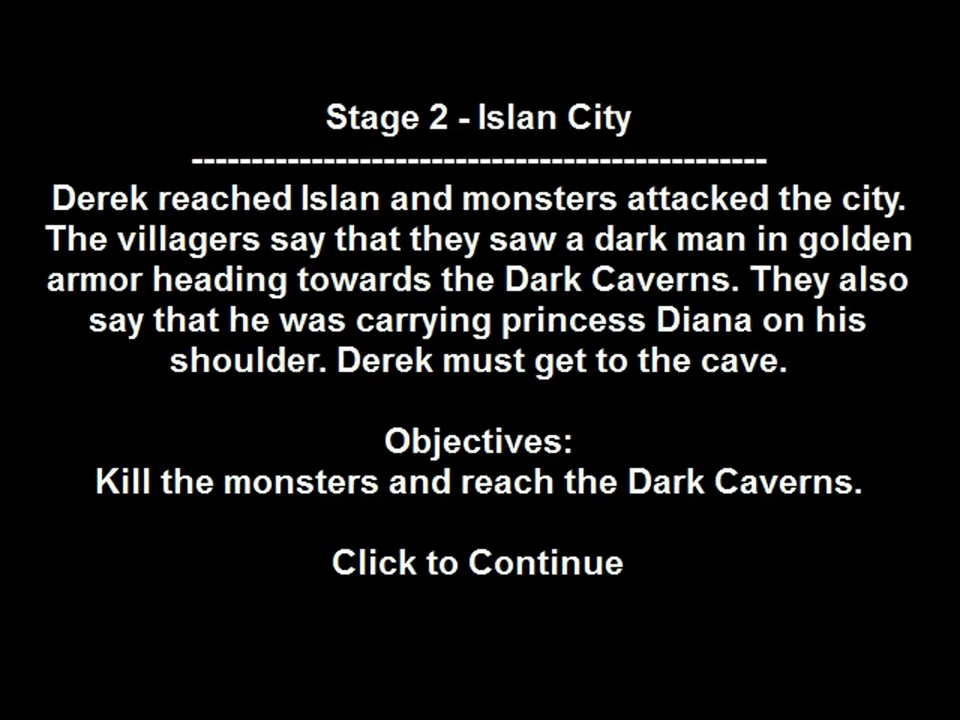 Stage 2 - Islan City
------------------------------------------------
Derek reached Islan and monsters attacked the city.
The villagers say that they saw a dark man in golden
armor heading towards the Dark Caverns. They also
say that he was carrying princess Diana on his
shoulder. Derek must get to the cave.
Objectives:
Kill the monsters and reach the Dark Caverns.
Click to Continue